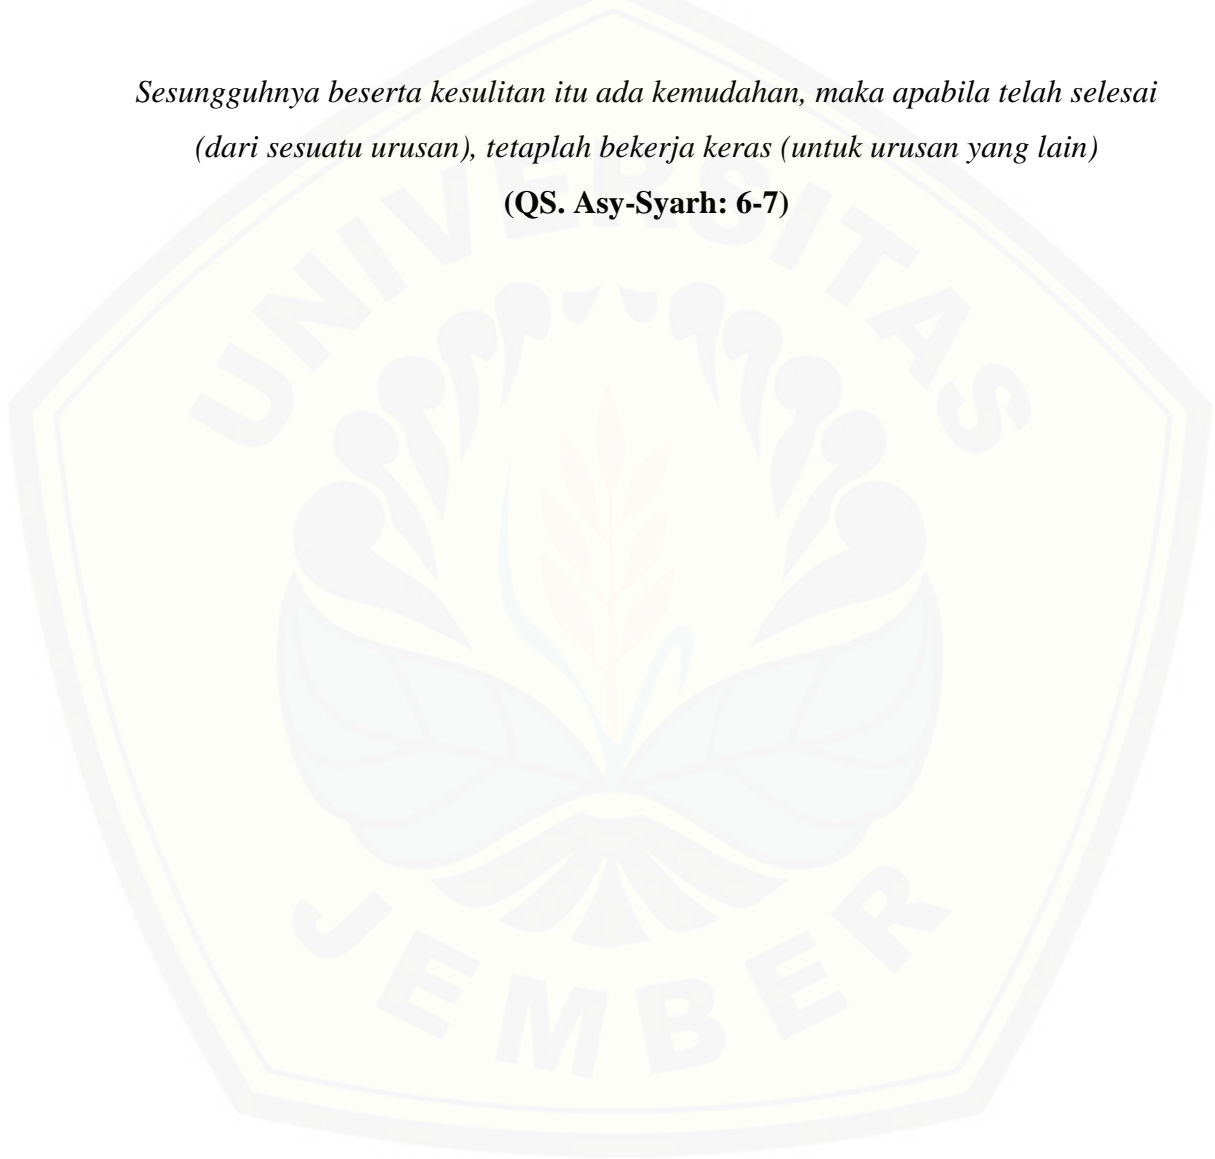 Sesungguhnya beserta kesulitan itu ada kemudahan, maka apabila telah selesai
(dari sesuatu urusan), tetaplah bekerja keras (untuk urusan yang lain)
(QS. Asy-Syarh: 6-7)
UNIVERSITAS
JEMBER